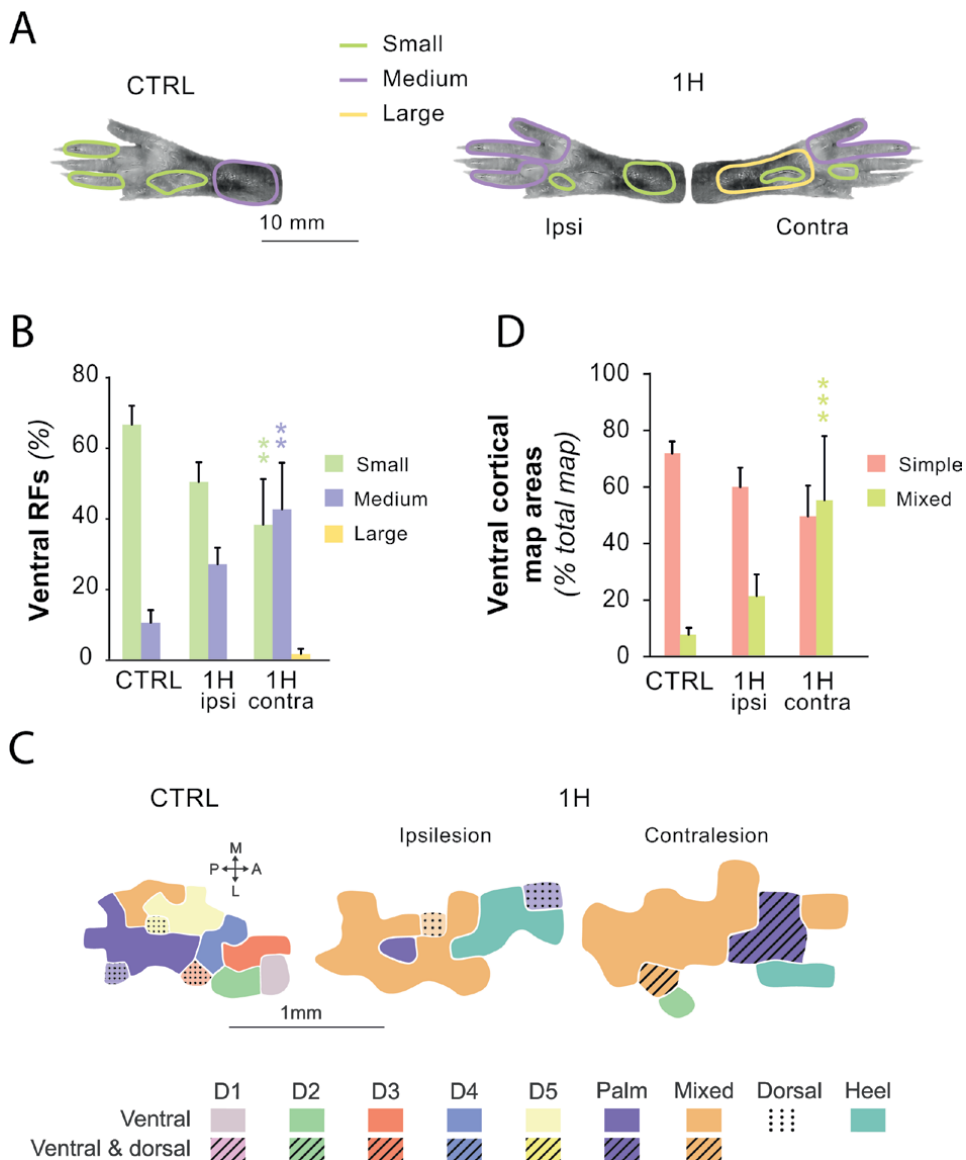 A
Small
Medium
Large
CTRL
1H
10 mm
Ipsi
Contra
B
Ventral RFs (%)
80
60
40
20
0
**
**
CTRL
1H ipsi
1H contra
Small
Medium
Large
D
Ventral cortical
map areas
(% total map)
100
80
60
40
20
0
***
CTRL
1H ipsi
1H contra
Simple
Mixed
C
CTRL
1H
Ipsilesion
Contralesion
M
P A
L
1mm
D1 D2 D3 D4 D5 Palm Mixed Dorsal Heel
Ventral
Ventral & dorsal